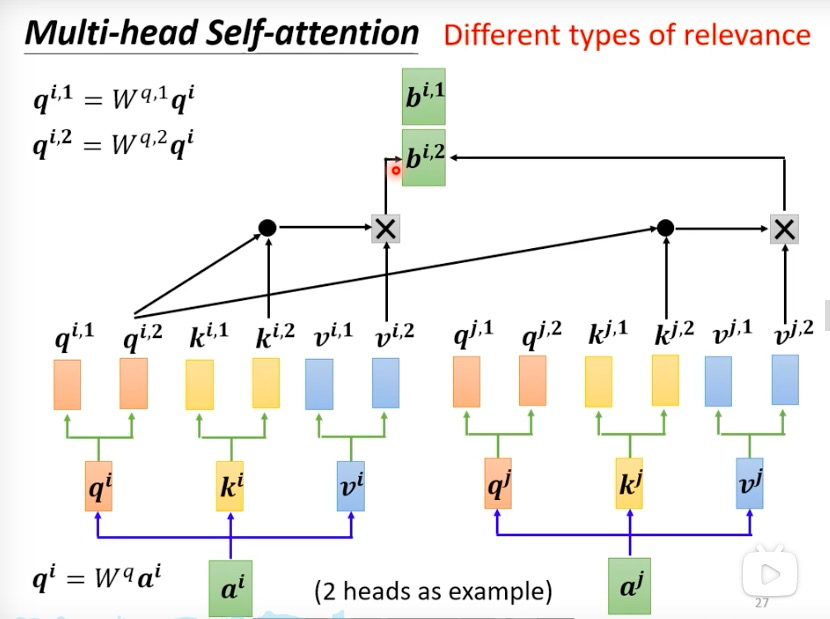 Multi-head Self-attention Different types of relevance
q^{i,1} = W^{q,1}q^{i}
b^{i,1}
q^{i,2} = W^{q,2}q^{i}
b^{i,2}
q^{i,1} q^{i,2} k^{i,1} k^{i,2} v^{i,1} v^{i,2} q^{j,1} q^{j,2} k^{j,1} k^{j,2} v^{j,1} v^{j,2}
q^{i} k^{i} v^{i} q^{j} k^{j} v^{j}
q^{i} = W^{q}a^{i} a^{i} (2 heads as example) a^{j}
27